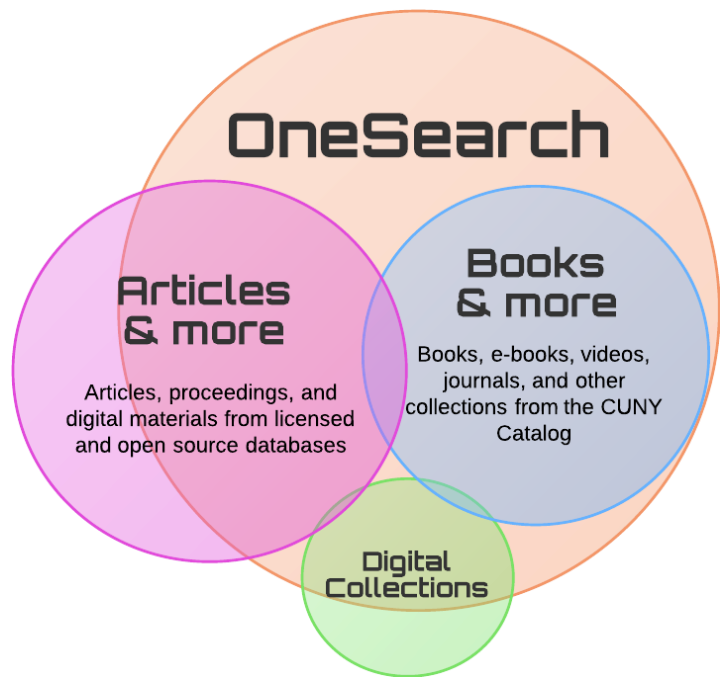 OneSearch
Articles
& more
Articles, proceedings, and
digital materials from licensed
and open source databases
Books
& more
Books, e-books, videos,
journals, and other
collections from the CUNY
Catalog
Digital
Collections